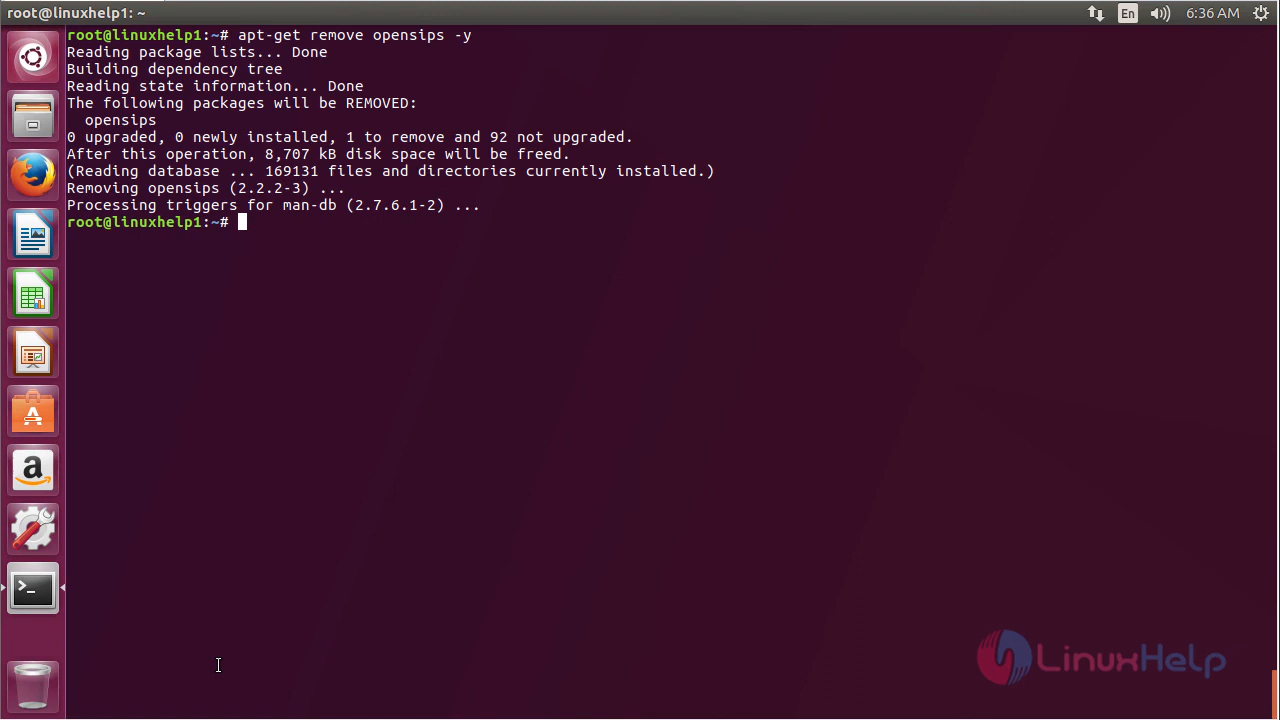 root@linuxhelp1: ~
En
6:36 AM
root@linuxhelp1:~# apt-get remove opensips -y
Reading package lists... Done
Building dependency tree
Reading state information... Done
The following packages will be REMOVED:
  opensips
0 upgraded, 0 newly installed, 1 to remove and 92 not upgraded.
After this operation, 8,707 kB disk space will be freed.
(Reading database ... 169131 files and directories currently installed.)
Removing opensips (2.2.2-3) ...
Processing triggers for man-db (2.7.6.1-2) ...
root@linuxhelp1:~#
LinuxHelp